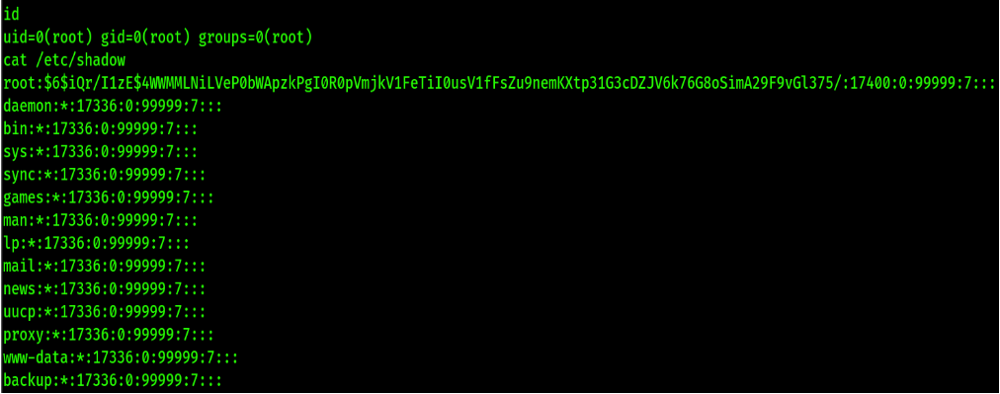 id
uid=0(root) gid=0(root) groups=0(root)
cat /etc/shadow
root:$6$iQr/I1zE$4WWMMLNiLVeP0bWApzkPgI0R0pVmjkV1FeTiI0usV1fFsZu9nemKXtp31G3cDZJV6k76G8oSimA29F9vGl375/:17400:0:99999:7:::
daemon:*:17336:0:99999:7:::
bin:*:17336:0:99999:7:::
sys:*:17336:0:99999:7:::
sync:*:17336:0:99999:7:::
games:*:17336:0:99999:7:::
man:*:17336:0:99999:7:::
lp:*:17336:0:99999:7:::
mail:*:17336:0:99999:7:::
news:*:17336:0:99999:7:::
uucp:*:17336:0:99999:7:::
proxy:*:17336:0:99999:7:::
www-data:*:17336:0:99999:7:::
backup:*:17336:0:99999:7:::